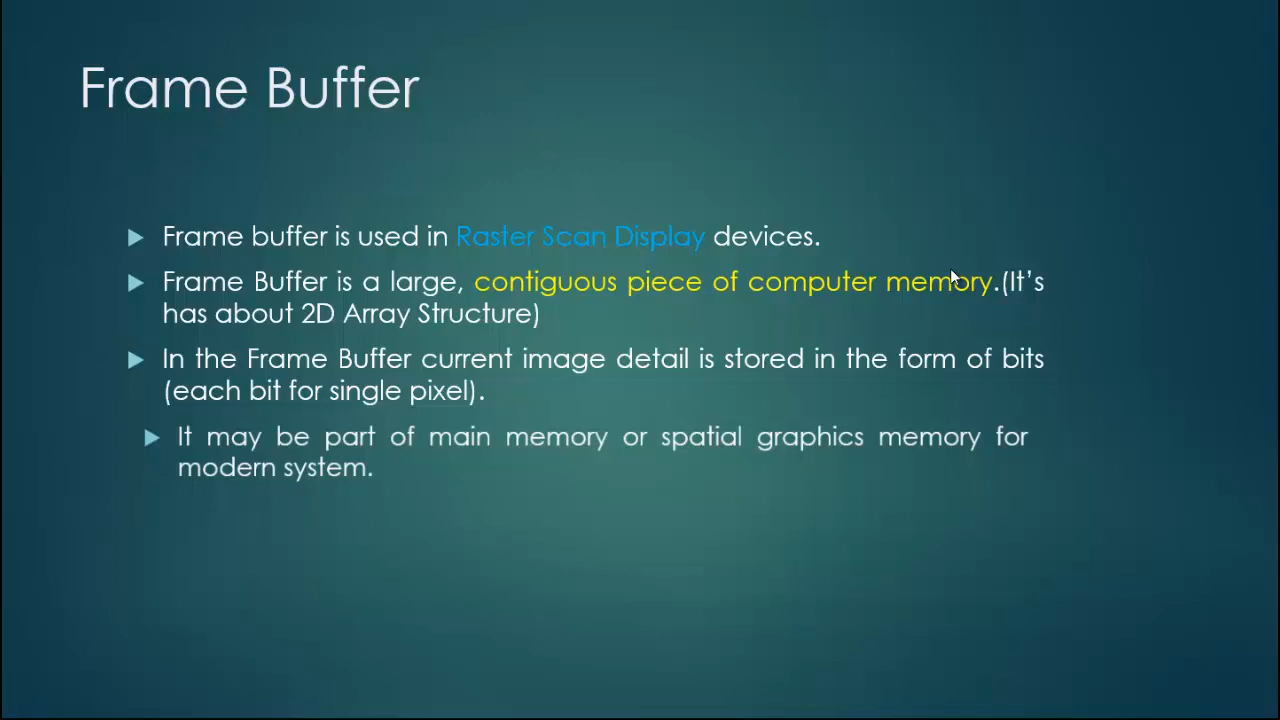 Frame Buffer
Frame buffer is used in Raster Scan Display devices.
Frame Buffer is a large, contiguous piece of computer memory.(It’s
has about 2D Array Structure)
In the Frame Buffer current image detail is stored in the form of bits
(each bit for single pixel).
It may be part of main memory or spatial graphics memory for
modern system.